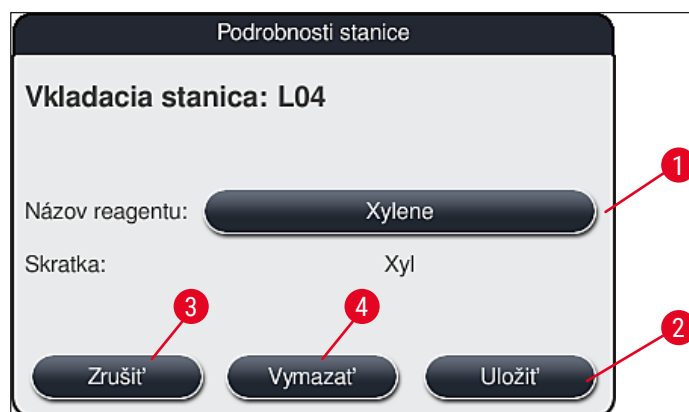 Podrobnosti stanice
Vkladacia stanica: L04
1
Názov reagentu: Xylene
Skratka: Xyl
3 4
2
Zrušiť Vymazať Uložiť